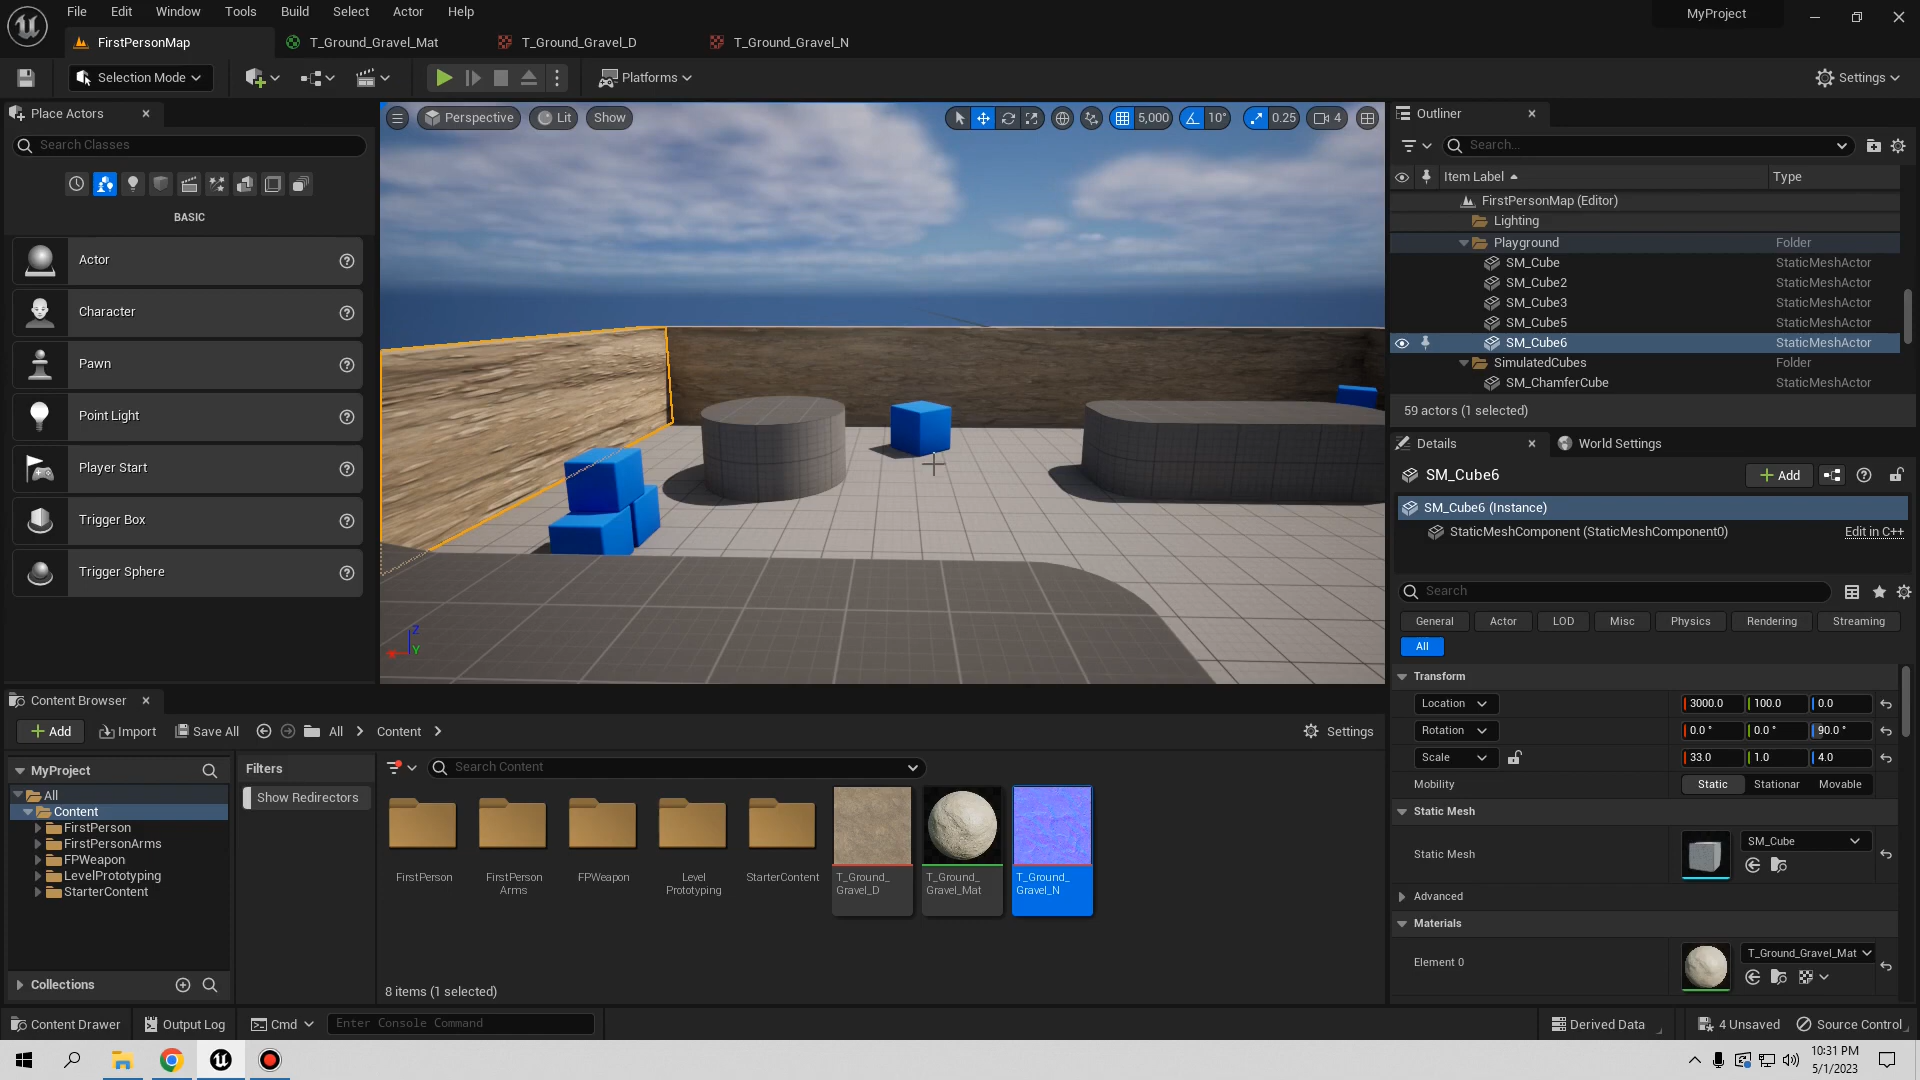 File Edit Window Tools Build Select Actor Help
MyProject
FirstPersonMap T_Ground_Gravel_Mat T_Ground_Gravel_D T_Ground_Gravel_N
Selection Mode Platforms Settings
Place Actors
Search Classes
BASIC
Actor
Character
Pawn
Point Light
Player Start
Trigger Box
Trigger Sphere
Perspective Lit Show 5,000 10° 0.25 4
Z
Y
Outliner
Search...
Item Label Type
FirstPersonMap (Editor)
Lighting
Playground Folder
SM_Cube StaticMeshActor
SM_Cube2 StaticMeshActor
SM_Cube3 StaticMeshActor
SM_Cube5 StaticMeshActor
SM_Cube6 StaticMeshActor
SimulatedCubes Folder
SM_ChamferCube StaticMeshActor
59 actors (1 selected)
Details World Settings
SM_Cube6 Add
SM_Cube6 (Instance)
StaticMeshComponent (StaticMeshComponent0) Edit in C++
Search
General Actor LOD Misc Physics Rendering Streaming
All
Transform
Location 3000.0 100.0 0.0
Rotation 0.0 ° 0.0 ° 90.0 °
Scale 33.0 1.0 4.0
Mobility Static Stationar Movable
Static Mesh
Static Mesh SM_Cube
Advanced
Materials
Element 0 T_Ground_Gravel_Mat
Content Browser
Add Import Save All All Content Settings
MyProject
All
Content
FirstPerson
FirstPersonArms
FPWeapon
LevelPrototyping
StarterContent
Collections
Filters
Show Redirectors
Search Content
FirstPerson
FirstPerson
Arms
FPWeapon
Level
Prototyping
StarterContent
T_Ground_
Gravel_D
T_Ground_
Gravel_Mat
T_Ground_
Gravel_N
8 items (1 selected)
Content Drawer Output Log Cmd Enter Console Command Derived Data 4 Unsaved Source Control
10:31 PM
5/1/2023